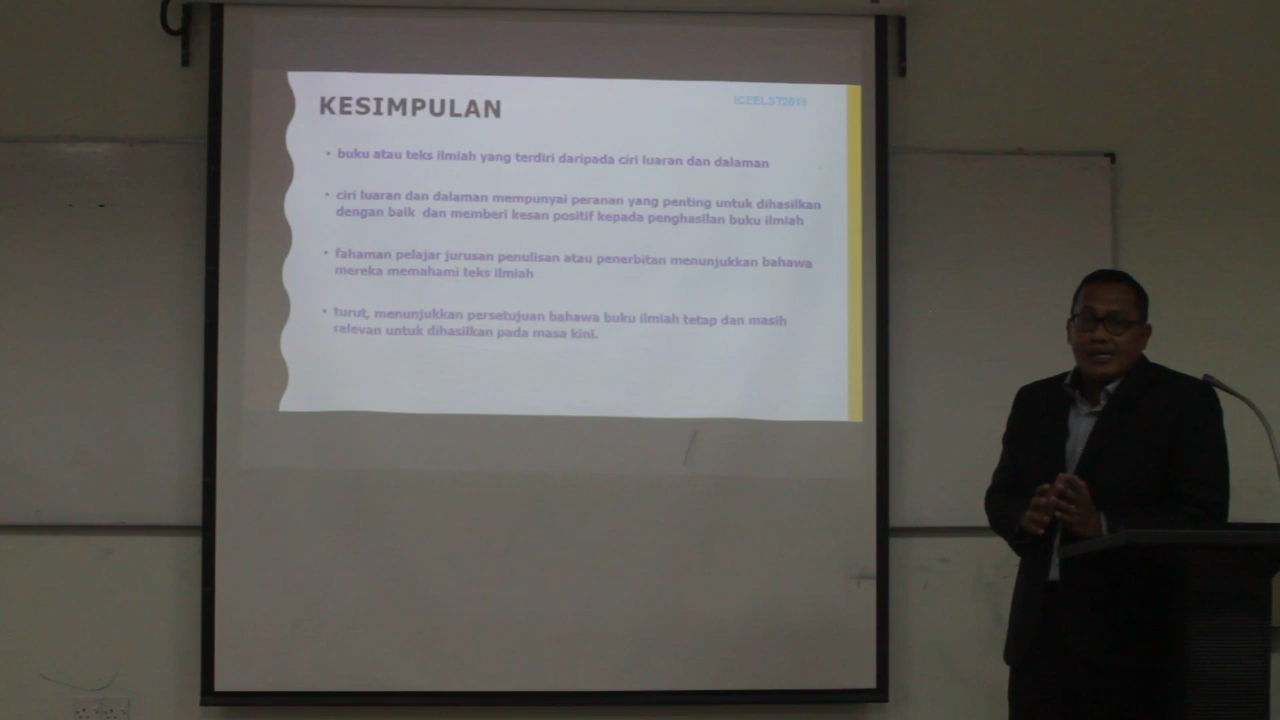 KESIMPULAN
ICEELST2015
• buku atau teks ilmiah yang terdiri daripada ciri luaran dan dalaman
• ciri luaran dan dalaman mempunyai peranan yang penting untuk dihasilkan
dengan baik dan memberi kesan positif kepada penghasilan buku ilmiah
• fahaman pelajar jurusan penulisan atau penerbitan menunjukkan bahawa
mereka memahami teks ilmiah
• turut, menunjukkan persetujuan bahawa buku ilmiah tetap dan masih
relevan untuk dihasilkan pada masa kini.